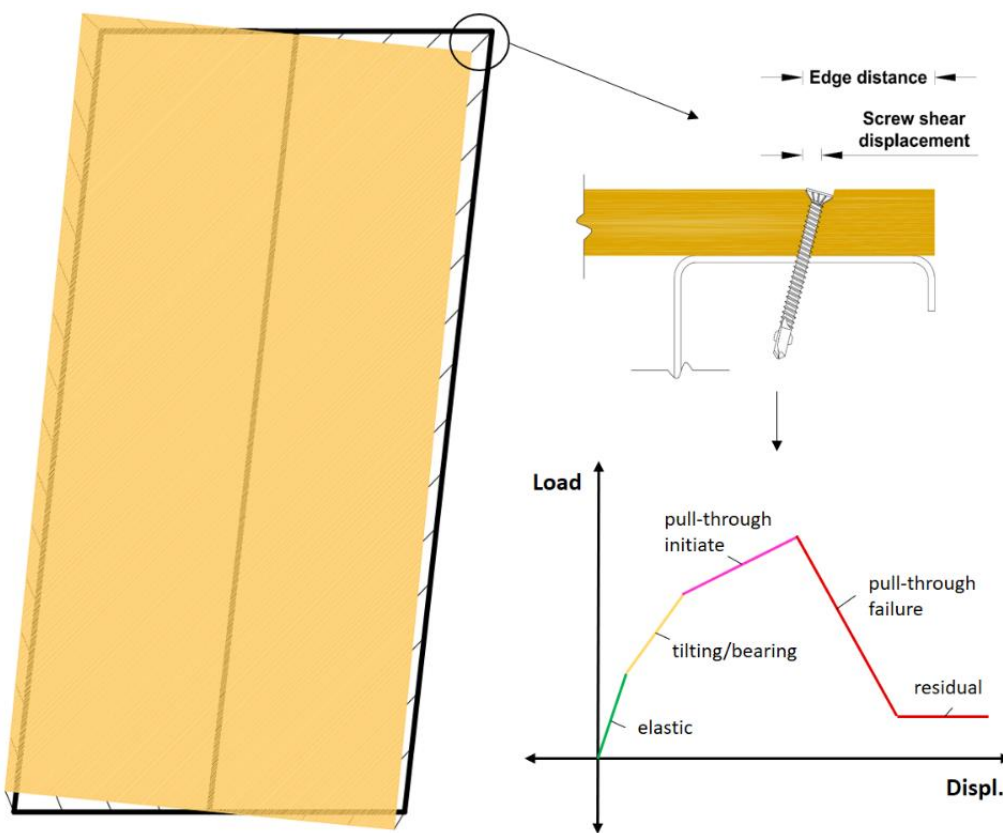 Edge distance
Screw shear
displacement
Load
pull-through
initiate
pull-through
failure
tilting/bearing
residual
elastic
Displ.